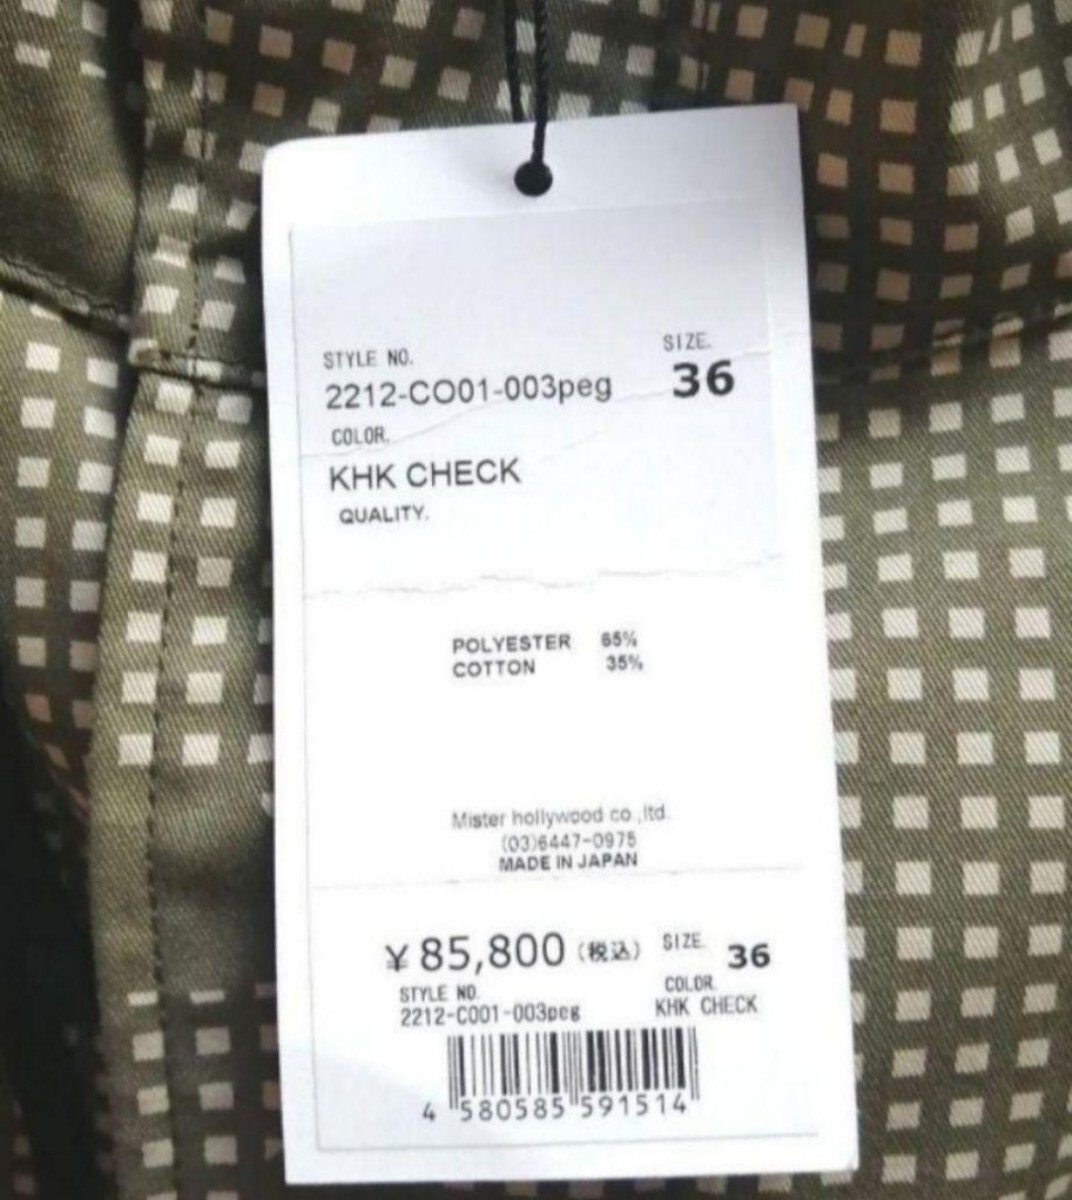 STYLE NO. SIZE.
2212-CO01-003peg 36
COLOR.
KHK CHECK
QUALITY.
POLYESTER 65%
COTTON 35%
Mister hollywood co.,ltd.
(03)6447-0975
MADE IN JAPAN
¥85,800(税込) SIZE. 36
STYLE NO. COLOR.
2212-CO01-003peg KHK CHECK
4 580585 591514